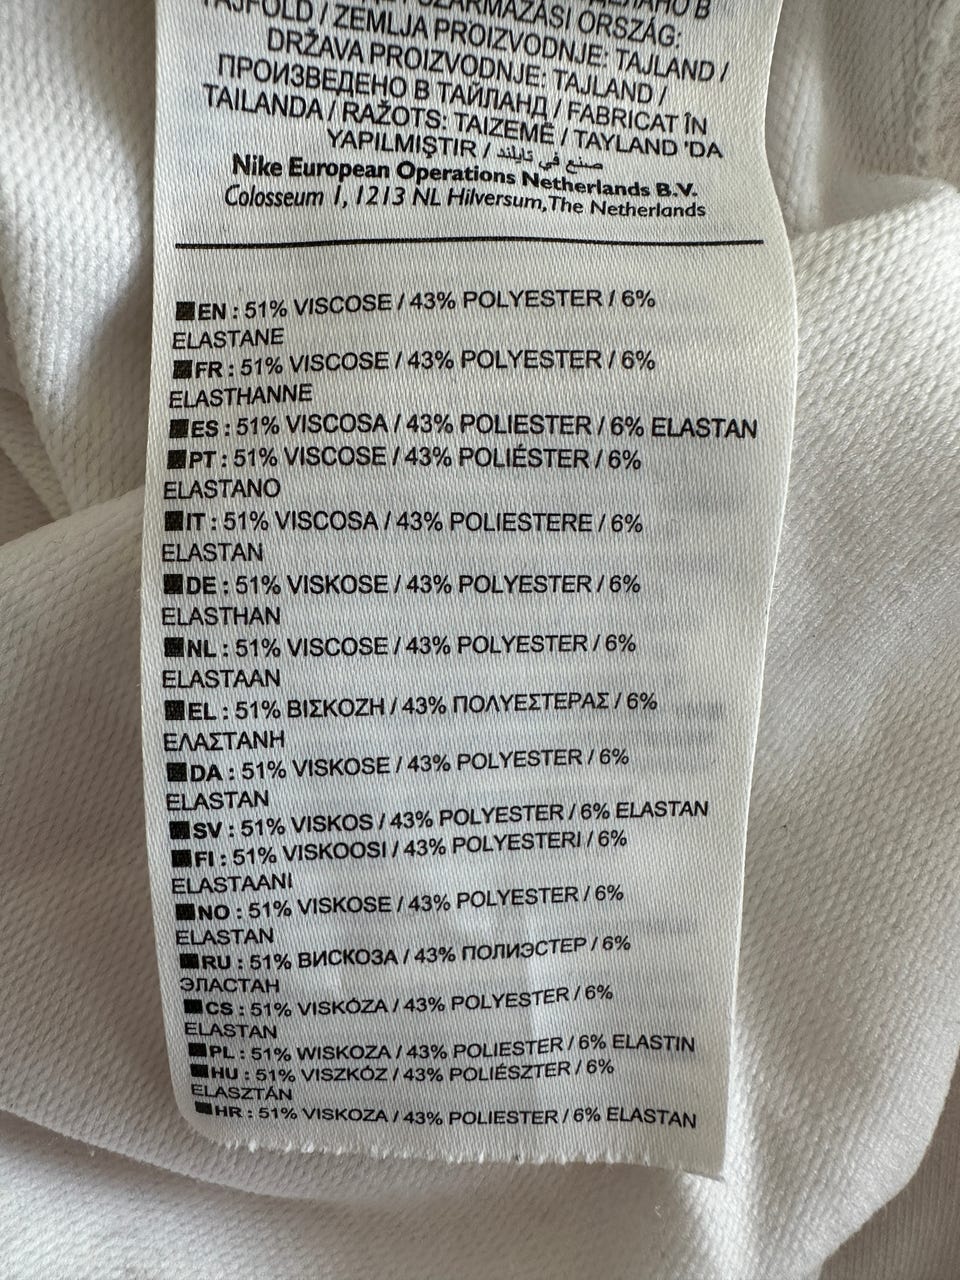 SZÁRMAZÁSI ORSZÁG:
TAJFÖLD / ZEMLJA PROIZVODNJE: TAJLAND /
DRŽAVA PROIZVODNJE: TAJLAND /
ПРОИЗВЕДЕНО В ТАЙЛАНД / FABRICAT ÎN
TAILANDA / RAŽOTS: TAIZEMĒ / TAYLAND 'DA
YAPILMIŞTIR / صنع في تايلند
Nike European Operations Netherlands B.V.
Colosseum 1, 1213 NL Hilversum, The Netherlands
EN : 51% VISCOSE / 43% POLYESTER / 6%
ELASTANE
FR : 51% VISCOSE / 43% POLYESTER / 6%
ELASTHANNE
ES : 51% VISCOSA / 43% POLIESTER / 6% ELASTAN
PT : 51% VISCOSE / 43% POLIÉSTER / 6%
ELASTANO
IT : 51% VISCOSA / 43% POLIESTERE / 6%
ELASTAN
DE : 51% VISKOSE / 43% POLYESTER / 6%
ELASTHAN
NL : 51% VISCOSE / 43% POLYESTER / 6%
ELASTAAN
EL : 51% ΒΙΣΚΟΖΗ / 43% ΠΟΛΥΕΣΤΕΡΑΣ / 6%
ΕΛΑΣΤΑΝΗ
DA : 51% VISKOSE / 43% POLYESTER / 6%
ELASTAN
SV : 51% VISKOS / 43% POLYESTER / 6% ELASTAN
FI : 51% VISKOOSI / 43% POLYESTERI / 6%
ELASTAANI
NO : 51% VISKOSE / 43% POLYESTER / 6%
ELASTAN
RU : 51% ВИСКОЗА / 43% ПОЛИЭСТЕР / 6%
ЭЛАСТАН
CS : 51% VISKÓZA / 43% POLYESTER / 6%
ELASTAN
PL : 51% WISKOZA / 43% POLIESTER / 6% ELASTIN
HU : 51% VISZKÓZ / 43% POLIÉSZTER / 6%
ELASZTÁN
HR : 51% VISKOZA / 43% POLIESTER / 6% ELASTAN